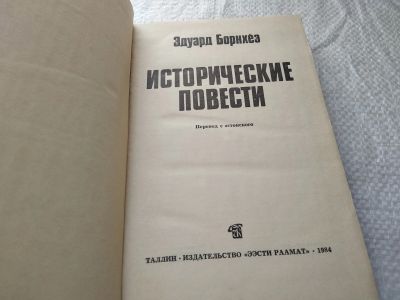 Эдуард Борнхёэ
ИСТОРИЧЕСКИЕ
ПОВЕСТИ
Перевод с эстонского
ТАЛЛИН · ИЗДАТЕЛЬСТВО «ЭЭСТИ РААМАТ» · 1984